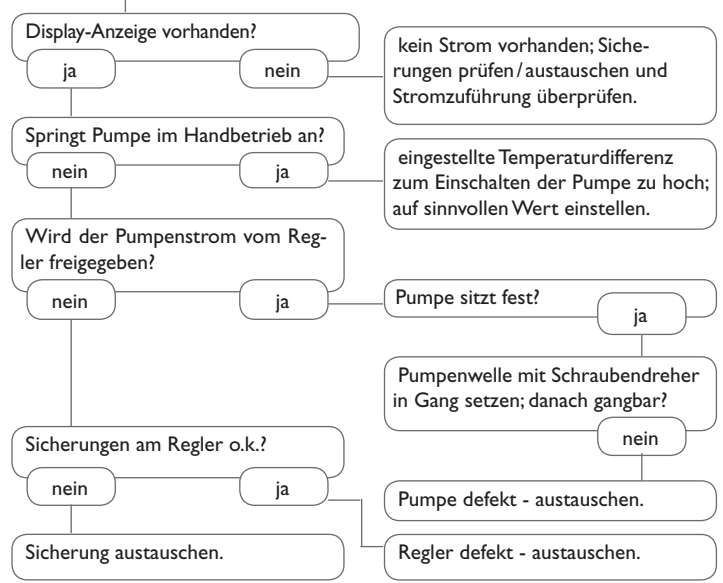 Display-Anzeige vorhanden?
ja
nein
kein Strom vorhanden; Siche-
rungen prüfen/austauschen und
Stromzuführung überprüfen.
Springt Pumpe im Handbetrieb an?
nein
ja
eingestellte Temperaturdifferenz
zum Einschalten der Pumpe zu hoch;
auf sinnvollen Wert einstellen.
Wird der Pumpenstrom vom Reg-
ler freigegeben?
nein
ja
Pumpe sitzt fest?
ja
Pumpenwelle mit Schraubendreher
in Gang setzen; danach gangbar?
nein
Pumpe defekt - austauschen.
Sicherungen am Regler o.k.?
nein
ja
Sicherung austauschen.
Regler defekt - austauschen.